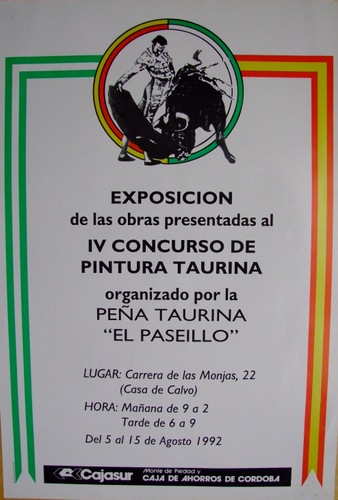 EXPOSICION
de las obras presentadas al
IV CONCURSO DE
PINTURA TAURINA
organizado por la
PEÑA TAURINA
“EL PASEILLO”
LUGAR: Carrera de las Monjas, 22
(Casa de Calvo)
HORA: Mañana de 9 a 2
Tarde de 6 a 9
Del 5 al 15 de Agosto 1992
Cajasur
Monte de Piedad y
CAJA DE AHORROS DE CORDOBA